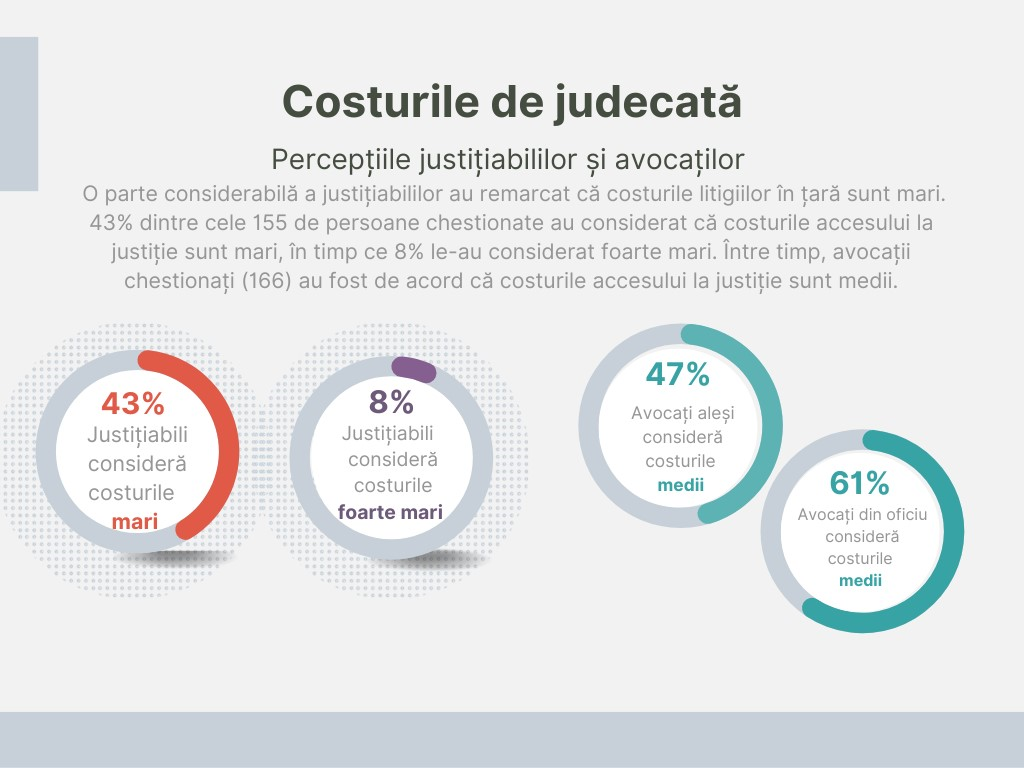 Costurile de judecată
Percepțiile justițiabililor și avocaților
O parte considerabilă a justițiabililor au remarcat că costurile litigiilor în țară sunt mari.
43% dintre cele 155 de persoane chestionate au considerat că costurile accesului la
justiție sunt mari, în timp ce 8% le-au considerat foarte mari. Între timp, avocații
chestionați (166) au fost de acord că costurile accesului la justiție sunt medii.
43%
Justițiabili
consideră
costurile
mari
8%
Justițiabili
consideră
costurile
foarte mari
47%
Avocați aleși
consideră
costurile
medii
61%
Avocați din oficiu
consideră
costurile
medii